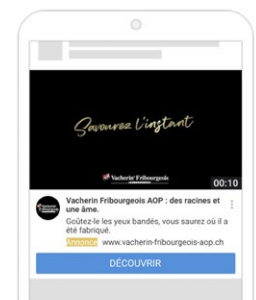 Savourez l'instant
Vacherin Fribourgeois
00:10
Vacherin Fribourgeois AOP : des racines et
une âme.
Goûtez-le les yeux bandés, vous saurez où il a
été fabriqué.
Annonce www.vacherin-fribourgeois-aop.ch
DÉCOUVRIR